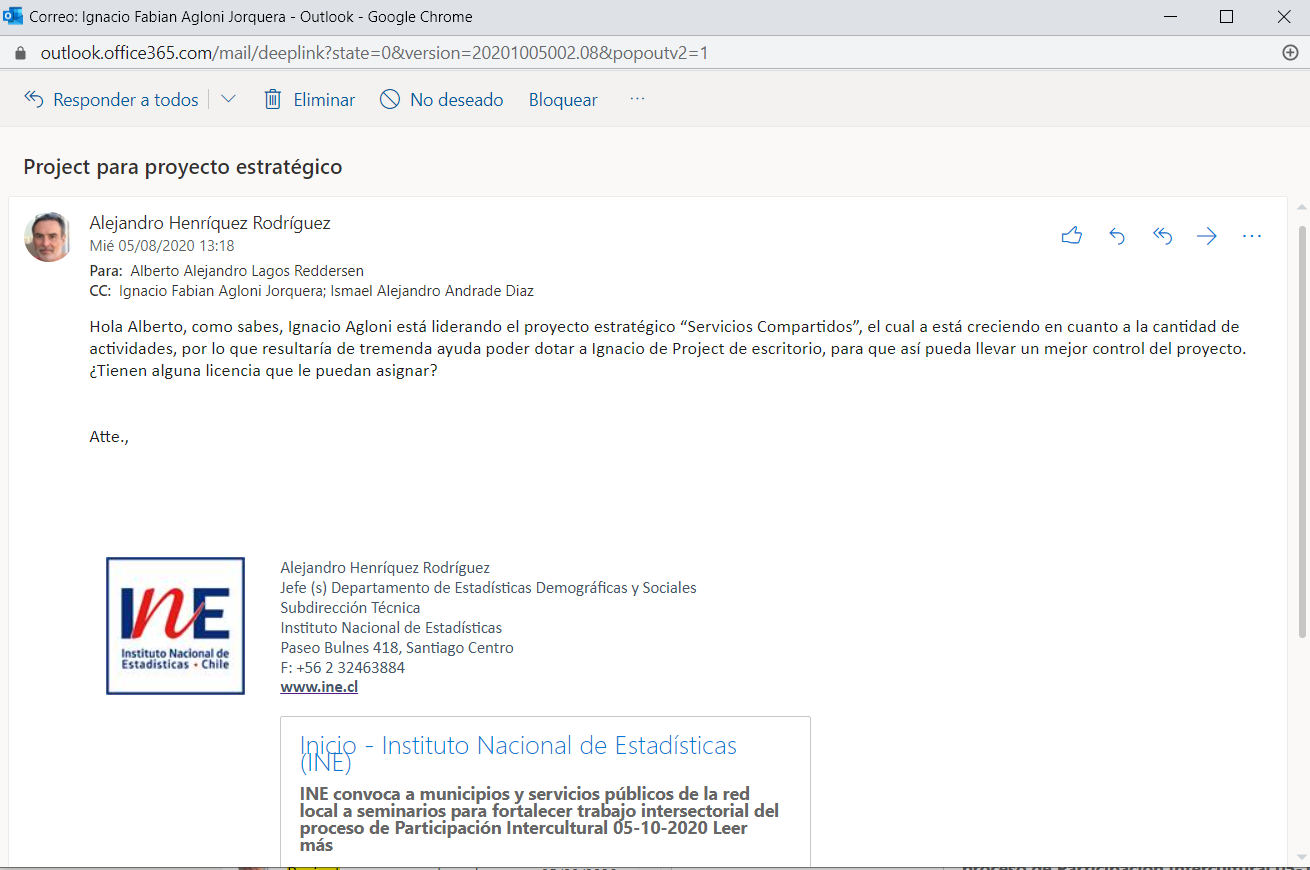 Correo: Ignacio Fabian Agloni Jorquera - Outlook - Google Chrome
outlook.office365.com/mail/deeplink?state=0&version=20201005002.08&popoutv2=1
Responder a todos Eliminar No deseado Bloquear ...
Project para proyecto estratégico
Alejandro Henríquez Rodríguez
Mié 05/08/2020 13:18
Para: Alberto Alejandro Lagos Reddersen
CC: Ignacio Fabian Agloni Jorquera; Ismael Alejandro Andrade Diaz
Hola Alberto, como sabes, Ignacio Agloni está liderando el proyecto estratégico “Servicios Compartidos”, el cual a está creciendo en cuanto a la cantidad de
actividades, por lo que resultaría de tremenda ayuda poder dotar a Ignacio de Project de escritorio, para que así pueda llevar un mejor control del proyecto.
¿Tienen alguna licencia que le puedan asignar?
Atte.,
INE
Instituto Nacional de
Estadísticas • Chile
Alejandro Henríquez Rodríguez
Jefe (s) Departamento de Estadísticas Demográficas y Sociales
Subdirección Técnica
Instituto Nacional de Estadísticas
Paseo Bulnes 418, Santiago Centro
F: +56 2 32463884
www.ine.cl
Inicio - Instituto Nacional de Estadísticas
(INE)
INE convoca a municipios y servicios públicos de la red
local a seminarios para fortalecer trabajo intersectorial del
proceso de Participación Intercultural 05-10-2020 Leer
más